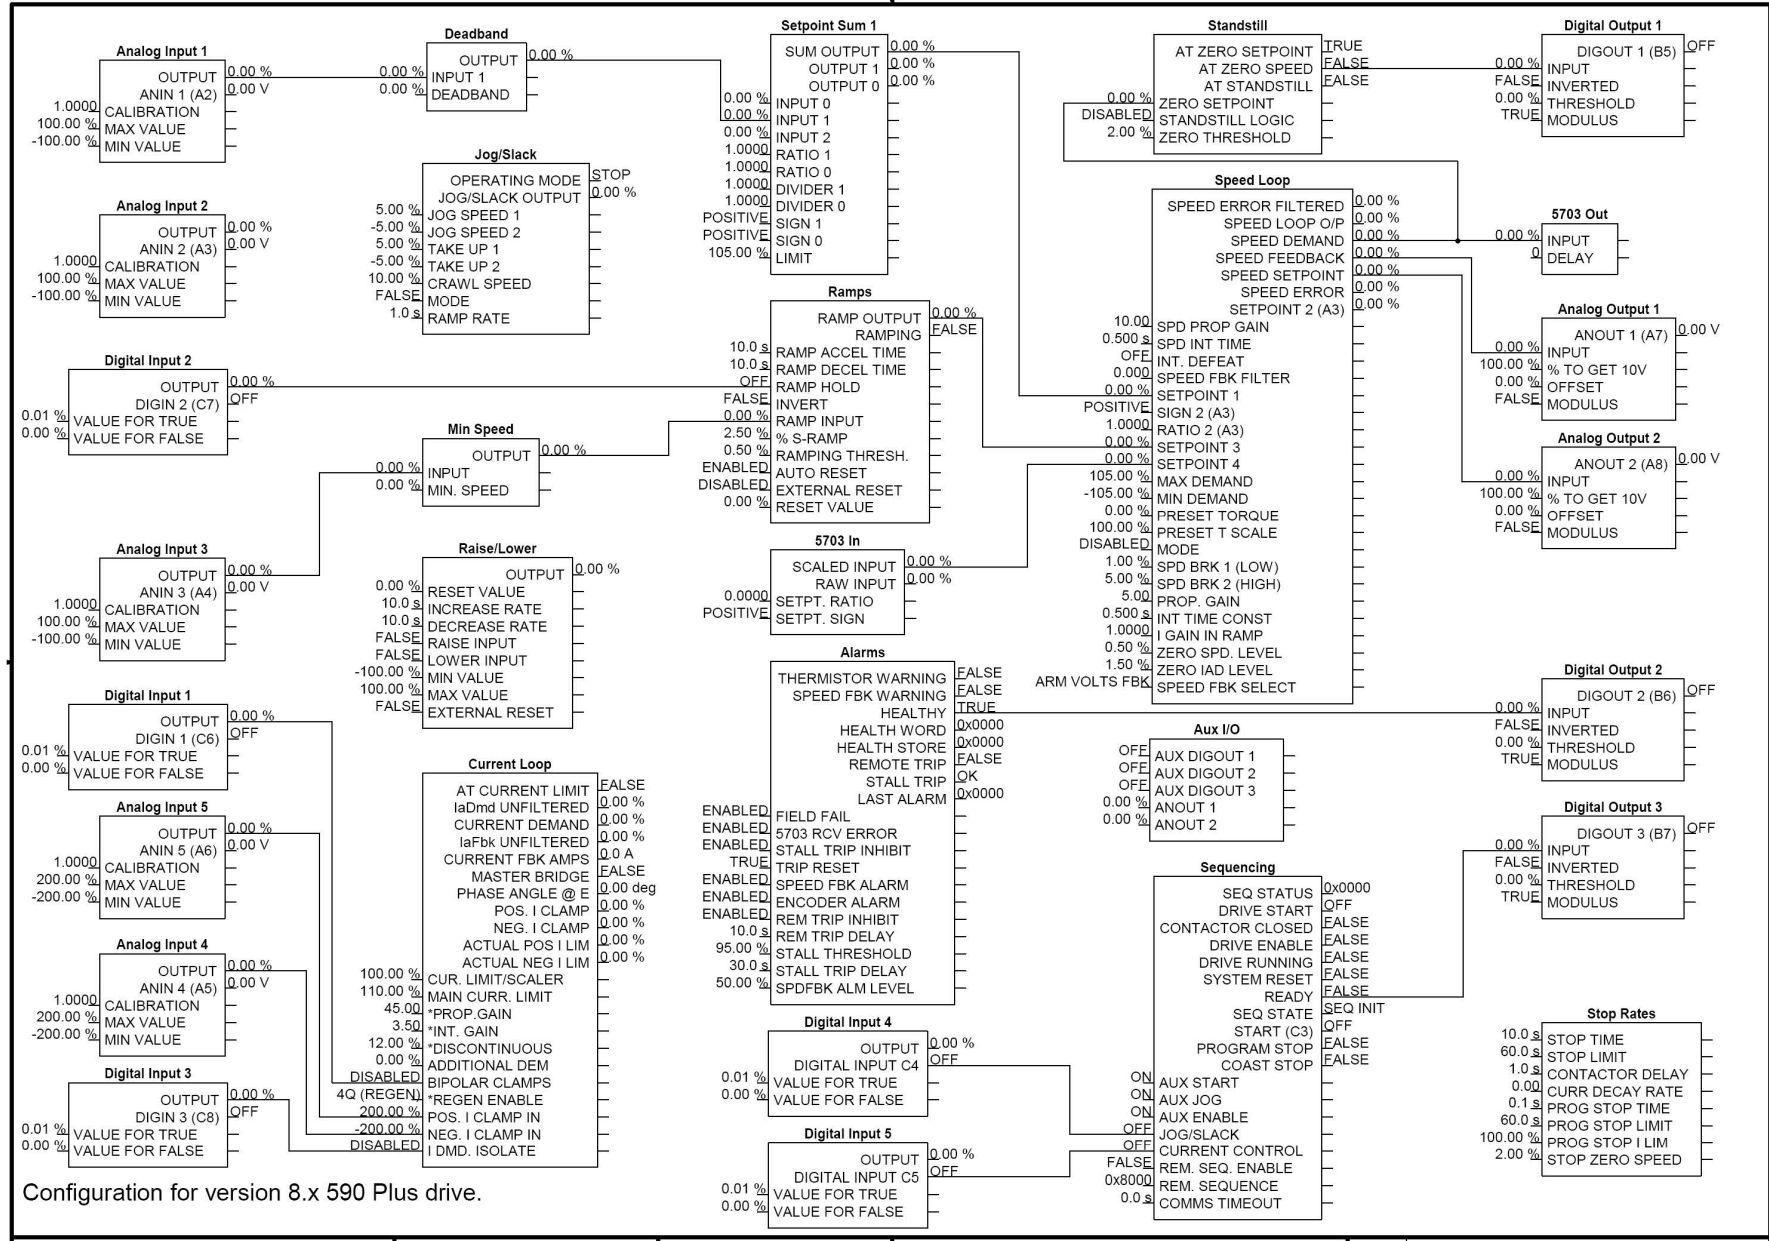 Analog Input 1
OUTPUT 0.00 %
ANIN 1 (A2) 0.00 V
1.0000 CALIBRATION
100.00 % MAX VALUE
-100.00 % MIN VALUE
Analog Input 2
OUTPUT 0.00 %
ANIN 2 (A3) 0.00 V
1.0000 CALIBRATION
100.00 % MAX VALUE
-100.00 % MIN VALUE
Digital Input 2
OUTPUT 0.00 %
DIGIN 2 (C7) OFF
0.01 % VALUE FOR TRUE
0.00 % VALUE FOR FALSE
Analog Input 3
OUTPUT 0.00 %
ANIN 3 (A4) 0.00 V
1.0000 CALIBRATION
100.00 % MAX VALUE
-100.00 % MIN VALUE
Digital Input 1
OUTPUT 0.00 %
DIGIN 1 (C6) OFF
0.01 % VALUE FOR TRUE
0.00 % VALUE FOR FALSE
Analog Input 5
OUTPUT 0.00 %
ANIN 5 (A6) 0.00 V
1.0000 CALIBRATION
200.00 % MAX VALUE
-200.00 % MIN VALUE
Analog Input 4
OUTPUT 0.00 %
ANIN 4 (A5) 0.00 V
1.0000 CALIBRATION
200.00 % MAX VALUE
-200.00 % MIN VALUE
Digital Input 3
OUTPUT 0.00 %
DIGIN 3 (C8) OFF
0.01 % VALUE FOR TRUE
0.00 % VALUE FOR FALSE
Configuration for version 8.x 590 Plus drive.
Deadband
OUTPUT 0.00 %
0.00 % INPUT 1
0.00 % DEADBAND
Jog/Slack
OPERATING MODE STOP
JOG/SLACK OUTPUT 0.00 %
5.00 % JOG SPEED 1
-5.00 % JOG SPEED 2
5.00 % TAKE UP 1
-5.00 % TAKE UP 2
10.00 % CRAWL SPEED
FALSE MODE
1.0 s RAMP RATE
Min Speed
OUTPUT 0.00 %
0.00 % INPUT
0.00 % MIN. SPEED
Raise/Lower
OUTPUT 0.00 %
0.00 % RESET VALUE
10.0 s INCREASE RATE
10.0 s DECREASE RATE
FALSE RAISE INPUT
FALSE LOWER INPUT
-100.00 % MIN VALUE
100.00 % MAX VALUE
FALSE EXTERNAL RESET
Current Loop
AT CURRENT LIMIT FALSE
IaDmd UNFILTERED 0.00 %
CURRENT DEMAND 0.00 %
IaFbk UNFILTERED 0.00 %
CURRENT FBK AMPS 0.0 A
MASTER BRIDGE FALSE
PHASE ANGLE @ E 0.00 deg
POS. I CLAMP 0.00 %
NEG. I CLAMP 0.00 %
ACTUAL POS I LIM 0.00 %
ACTUAL NEG I LIM 0.00 %
100.00 % CUR. LIMIT/SCALER
110.00 % MAIN CURR. LIMIT
45.00 *PROP.GAIN
3.50 *INT. GAIN
12.00 % *DISCONTINUOUS
0.00 % ADDITIONAL DEM
DISABLED BIPOLAR CLAMPS
4Q (REGEN) *REGEN ENABLE
200.00 % POS. I CLAMP IN
-200.00 % NEG. I CLAMP IN
DISABLED I DMD. ISOLATE
Setpoint Sum 1
SUM OUTPUT 0.00 %
OUTPUT 1 0.00 %
OUTPUT 0 0.00 %
0.00 % INPUT 0
0.00 % INPUT 1
0.00 % INPUT 2
1.0000 RATIO 1
1.0000 RATIO 0
1.0000 DIVIDER 1
1.0000 DIVIDER 0
POSITIVE SIGN 1
POSITIVE SIGN 0
105.00 % LIMIT
Ramps
RAMP OUTPUT 0.00 %
RAMPING FALSE
10.0 s RAMP ACCEL TIME
10.0 s RAMP DECEL TIME
OFF RAMP HOLD
FALSE INVERT
0.00 % RAMP INPUT
2.50 % % S-RAMP
0.50 % RAMPING THRESH.
ENABLED AUTO RESET
DISABLED EXTERNAL RESET
0.00 % RESET VALUE
5703 In
SCALED INPUT 0.00 %
RAW INPUT 0.00 %
0.0000 SETPT. RATIO
POSITIVE SETPT. SIGN
Alarms
THERMISTOR WARNING FALSE
SPEED FBK WARNING FALSE
HEALTHY TRUE
HEALTH WORD 0x0000
HEALTH STORE 0x0000
REMOTE TRIP FALSE
STALL TRIP OK
LAST ALARM 0x0000
ENABLED FIELD FAIL
ENABLED 5703 RCV ERROR
ENABLED STALL TRIP INHIBIT
TRUE TRIP RESET
ENABLED SPEED FBK ALARM
ENABLED ENCODER ALARM
ENABLED REM TRIP INHIBIT
10.0 s REM TRIP DELAY
95.00 % STALL THRESHOLD
30.0 s STALL TRIP DELAY
50.00 % SPDFBK ALM LEVEL
Digital Input 4
OUTPUT 0.00 %
DIGITAL INPUT C4 OFF
0.01 % VALUE FOR TRUE
0.00 % VALUE FOR FALSE
Digital Input 5
OUTPUT 0.00 %
DIGITAL INPUT C5 OFF
0.01 % VALUE FOR TRUE
0.00 % VALUE FOR FALSE
Standstill
AT ZERO SETPOINT TRUE
AT ZERO SPEED FALSE
AT STANDSTILL FALSE
0.00 % ZERO SETPOINT
DISABLED STANDSTILL LOGIC
2.00 % ZERO THRESHOLD
Speed Loop
SPEED ERROR FILTERED 0.00 %
SPEED LOOP O/P 0.00 %
SPEED DEMAND 0.00 %
SPEED FEEDBACK 0.00 %
SPEED SETPOINT 0.00 %
SPEED ERROR 0.00 %
SETPOINT 2 (A3) 0.00 %
10.00 SPD PROP GAIN
0.500 s SPD INT TIME
OFF INT. DEFEAT
0.000 SPEED FBK FILTER
0.00 % SETPOINT 1
POSITIVE SIGN 2 (A3)
1.0000 RATIO 2 (A3)
0.00 % SETPOINT 3
0.00 % SETPOINT 4
105.00 % MAX DEMAND
-105.00 % MIN DEMAND
0.00 % PRESET TORQUE
100.00 % PRESET T SCALE
DISABLED MODE
1.00 % SPD BRK 1 (LOW)
5.00 % SPD BRK 2 (HIGH)
5.00 PROP. GAIN
0.500 s INT TIME CONST
1.0000 I GAIN IN RAMP
0.50 % ZERO SPD. LEVEL
1.50 % ZERO IAD LEVEL
ARM VOLTS FBK SPEED FBK SELECT
Aux I/O
OFF AUX DIGOUT 1
OFF AUX DIGOUT 2
OFF AUX DIGOUT 3
0.00 % ANOUT 1
0.00 % ANOUT 2
Sequencing
SEQ STATUS 0x0000
DRIVE START OFF
CONTACTOR CLOSED FALSE
DRIVE ENABLE FALSE
DRIVE RUNNING FALSE
SYSTEM RESET FALSE
READY FALSE
SEQ STATE SEQ INIT
START (C3) OFF
PROGRAM STOP FALSE
COAST STOP FALSE
ON AUX START
ON AUX JOG
ON AUX ENABLE
OFF JOG/SLACK
OFF CURRENT CONTROL
FALSE REM. SEQ. ENABLE
0x8000 REM. SEQUENCE
0.0 s COMMS TIMEOUT
Digital Output 1
DIGOUT 1 (B5) OFF
0.00 % INPUT
FALSE INVERTED
0.00 % THRESHOLD
TRUE MODULUS
5703 Out
0.00 % INPUT
0 DELAY
Analog Output 1
ANOUT 1 (A7) 0.00 V
0.00 % INPUT
100.00 % % TO GET 10V
0.00 % OFFSET
FALSE MODULUS
Analog Output 2
ANOUT 2 (A8) 0.00 V
0.00 % INPUT
100.00 % % TO GET 10V
0.00 % OFFSET
FALSE MODULUS
Digital Output 2
DIGOUT 2 (B6) OFF
0.00 % INPUT
FALSE INVERTED
0.00 % THRESHOLD
TRUE MODULUS
Digital Output 3
DIGOUT 3 (B7) OFF
0.00 % INPUT
FALSE INVERTED
0.00 % THRESHOLD
TRUE MODULUS
Stop Rates
10.0 s STOP TIME
60.0 s STOP LIMIT
1.0 s CONTACTOR DELAY
0.00 CURR DECAY RATE
0.1 s PROG STOP TIME
60.0 s PROG STOP LIMIT
100.00 % PROG STOP I LIM
2.00 % STOP ZERO SPEED